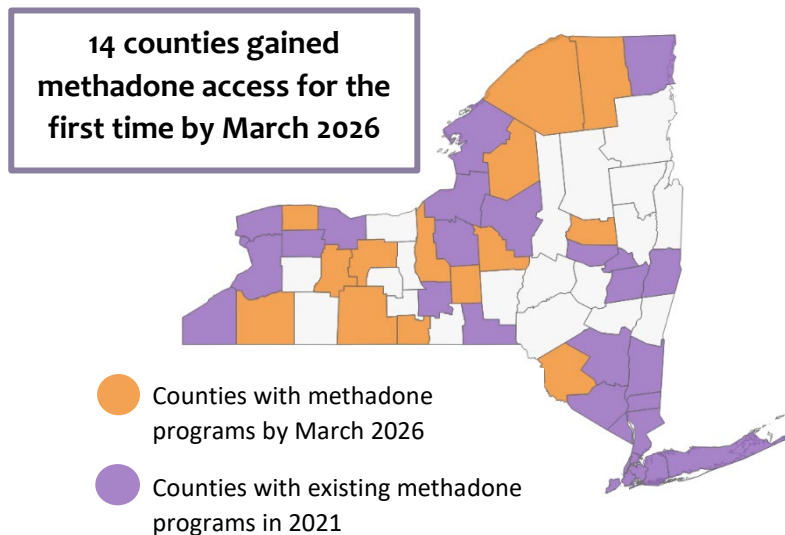 14 counties gained
methadone access for the
first time by March 2026
Counties with methadone
programs by March 2026
Counties with existing methadone
programs in 2021